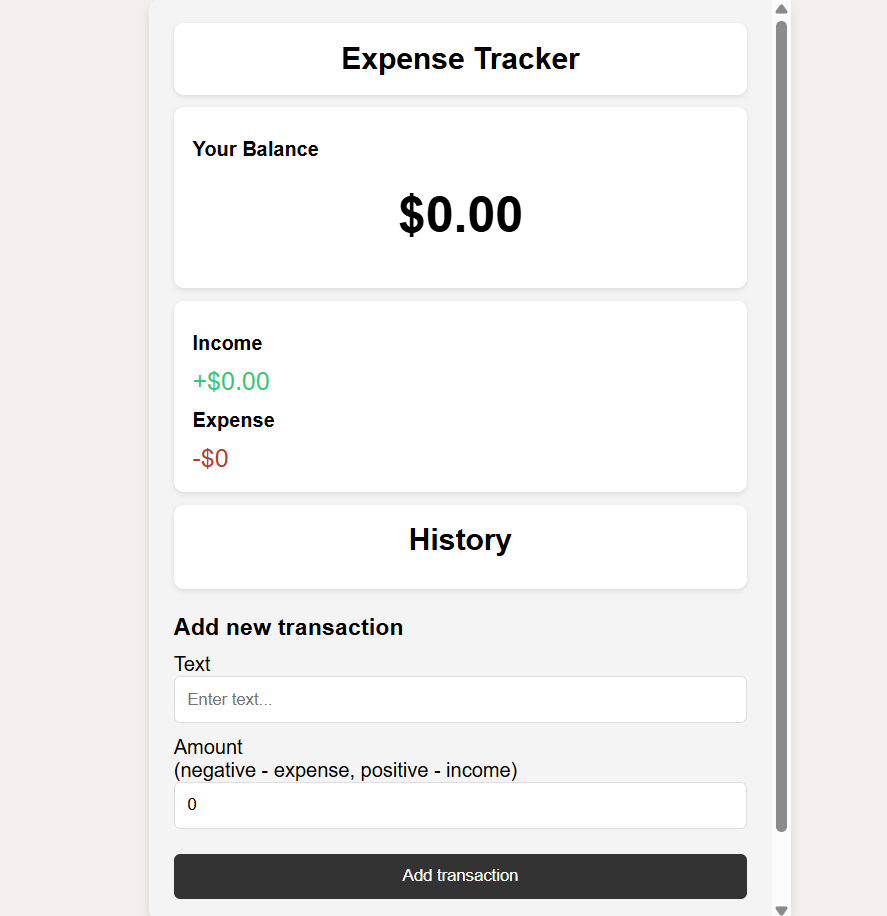 Expense Tracker
Your Balance
$0.00
Income
+$0.00
Expense
-$0
History
Add new transaction
Text
Enter text...
Amount
(negative - expense, positive - income)
0
Add transaction